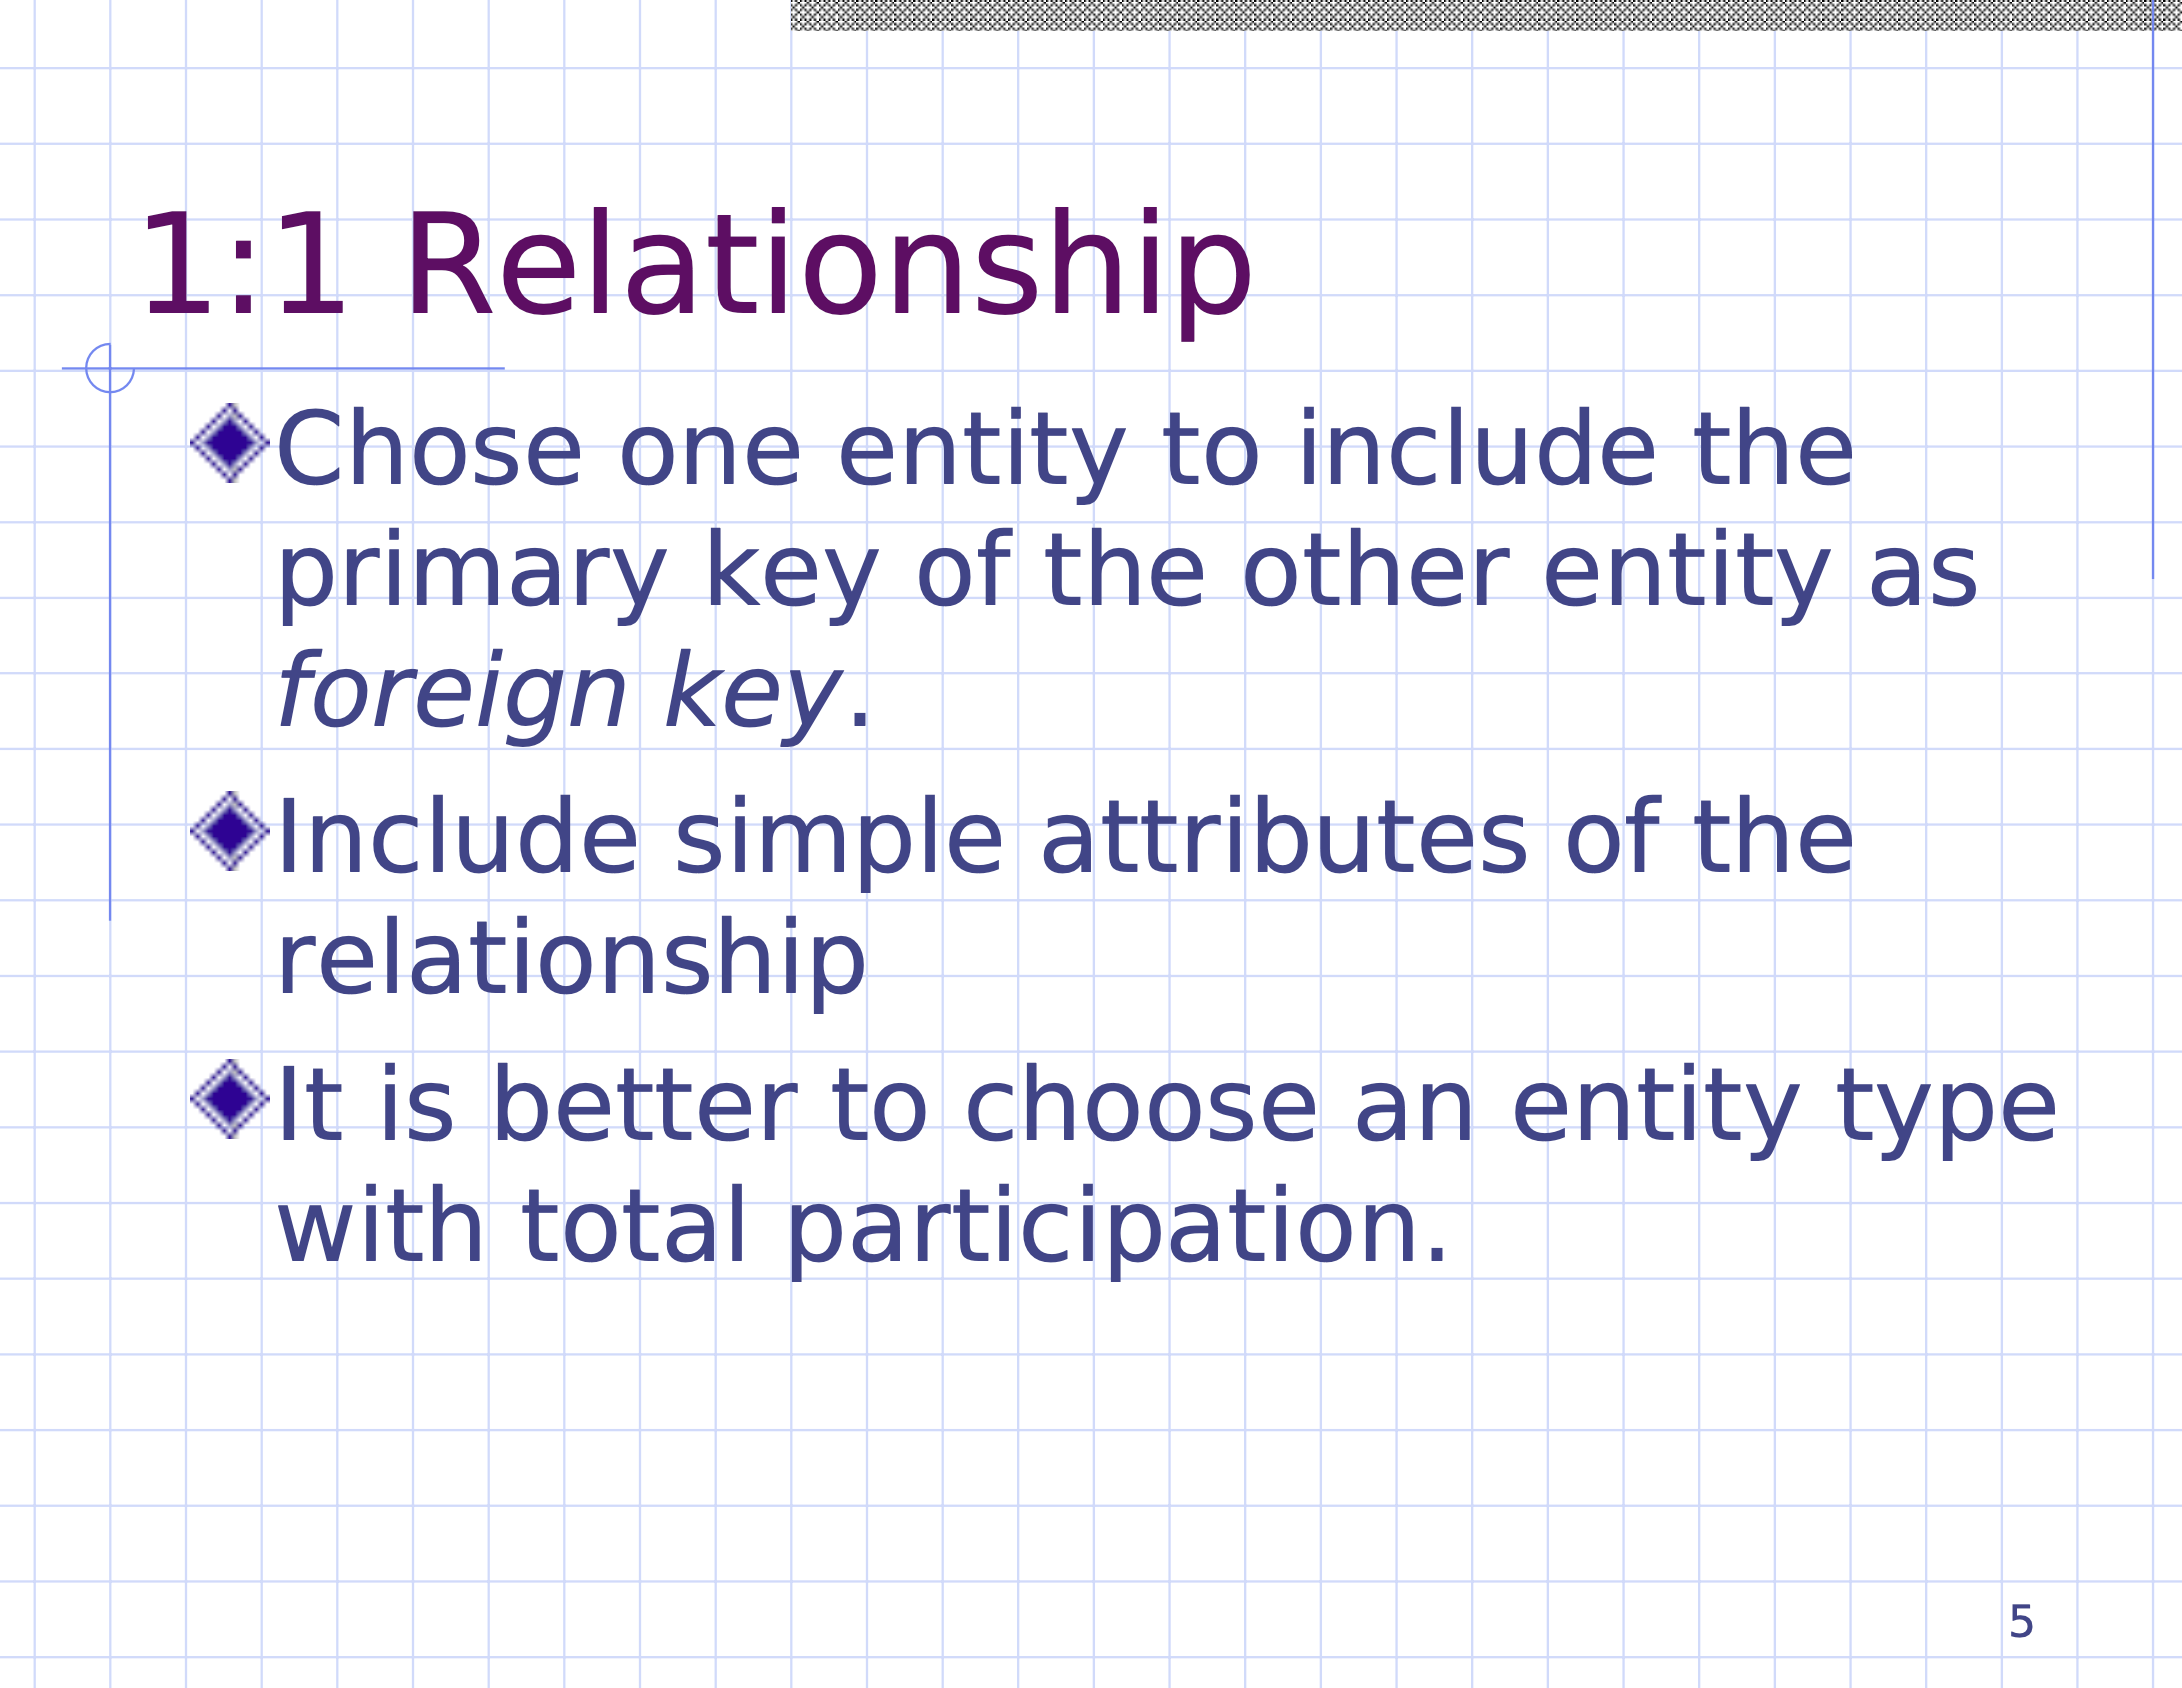 1:1 Relationship
Chose one entity to include the
primary key of the other entity as
foreign key.
Include simple attributes of the
relationship
It is better to choose an entity type
with total participation.
5